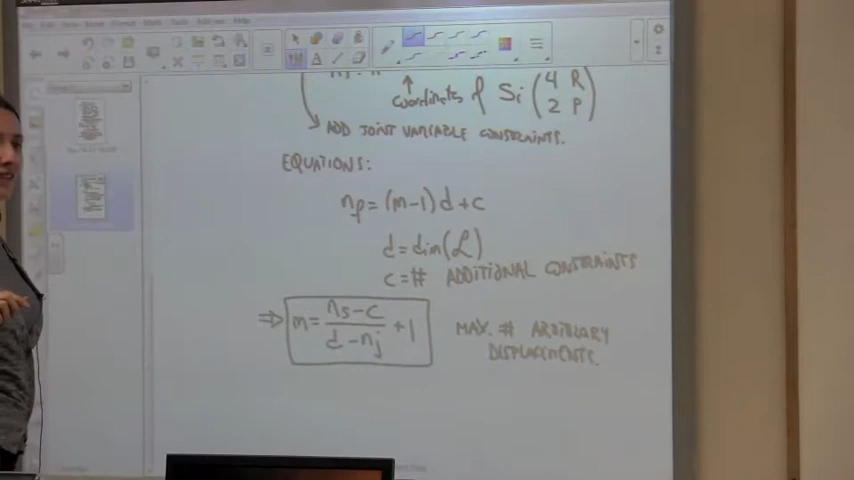 coordinates of Si (4 R
2 P)
ADD JOINT VARIABLE CONSTRAINTS.
EQUATIONS:
nf = (m-1)d + c
d = dim(L)
c = # ADDITIONAL CONSTRAINTS
⇒ m = (ns - c)/(d - nj) + 1
MAX. # ARBITRARY
DISPLACEMENTS.